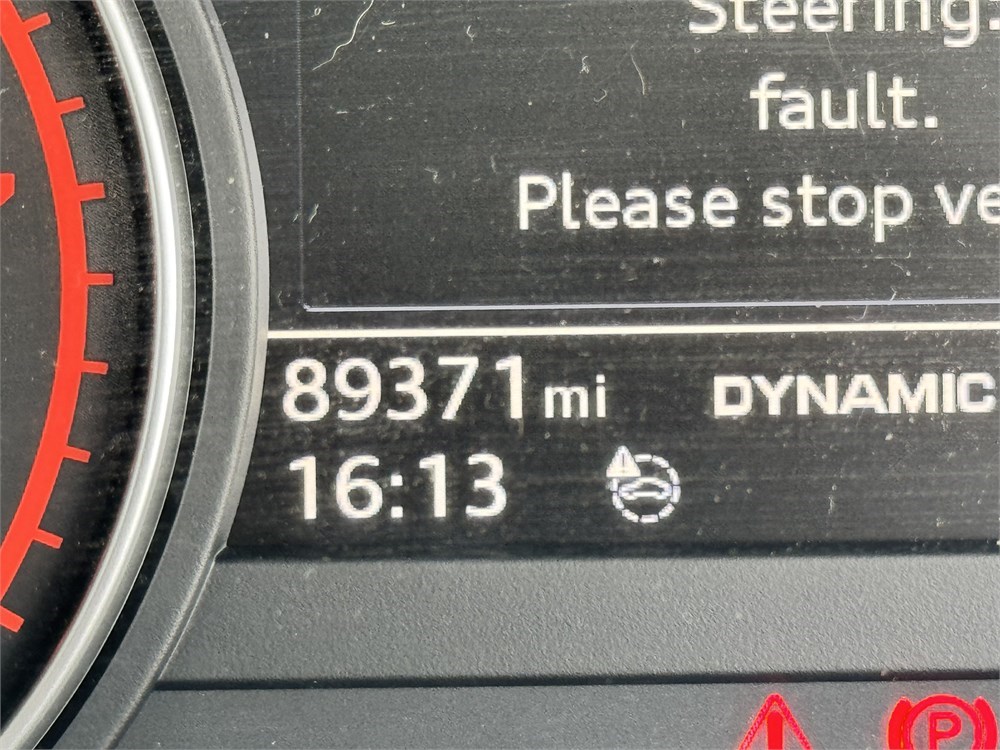 Steering.
fault.
Please stop ve
89371 mi DYNAMIC
16:13
P